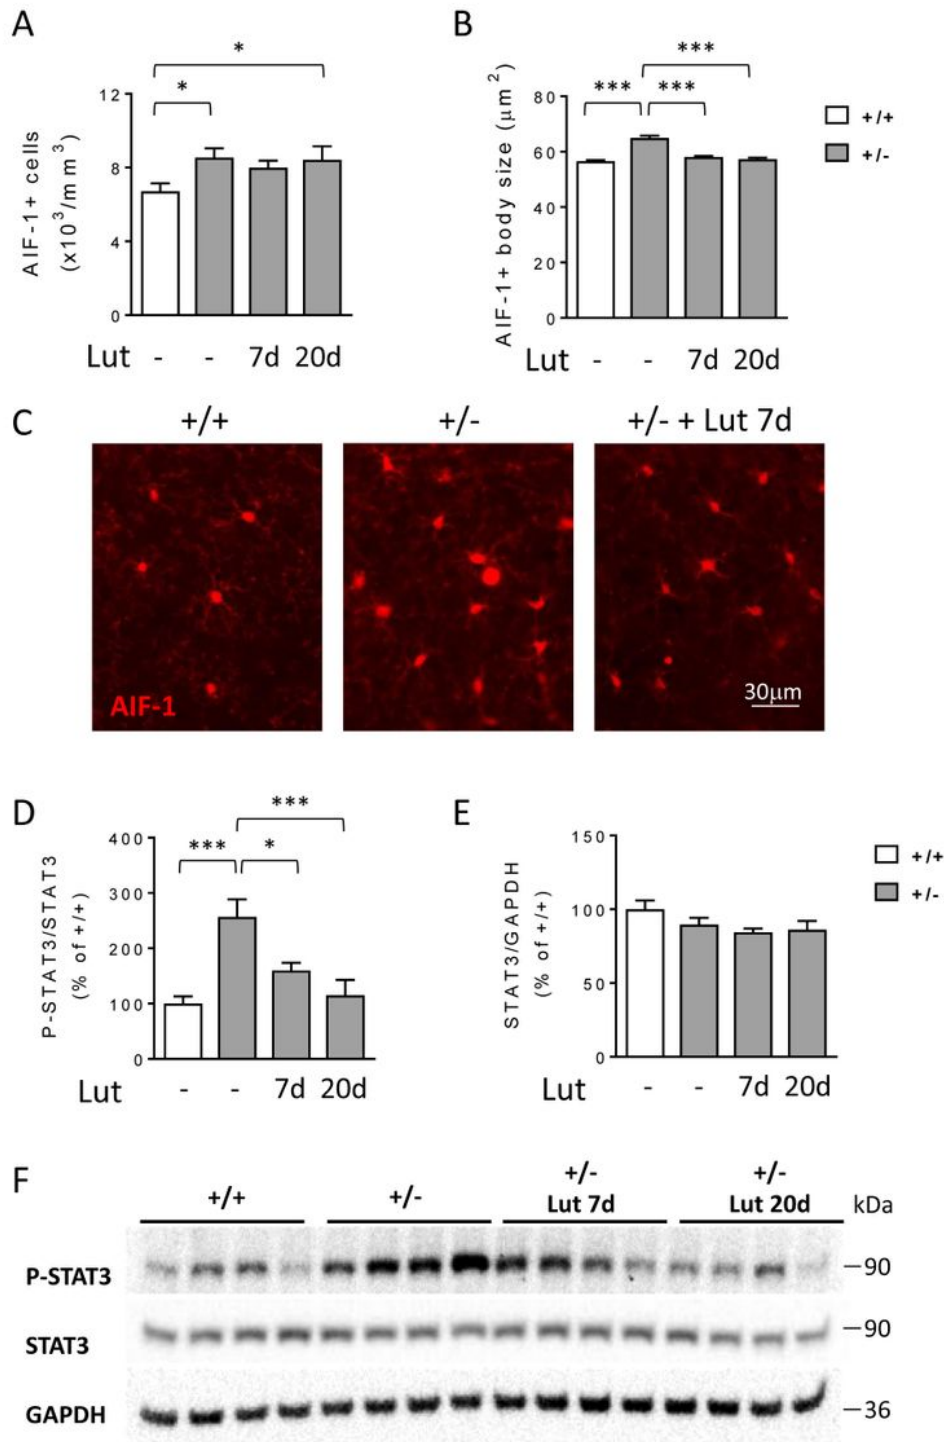 A
*
*
AIF-1+ cells
(x10³/mm³)
12
8
4
0
Lut - - 7d 20d
B
***
*** ***
AIF-1+ body size (μm²)
80
60
40
20
0
Lut - - 7d 20d
+/+
+/-
C
+/+ +/- +/- + Lut 7d
AIF-1
30μm
D
***
*** *
P-STAT3/STAT3
(% of +/+)
400
300
200
100
0
Lut - - 7d 20d
E
STAT3/GAPDH
(% of +/+)
150
100
50
0
Lut - - 7d 20d
+/+
+/-
F
+/+ +/- +/- +/-
Lut 7d Lut 20d kDa
P-STAT3 –90
STAT3 –90
GAPDH –36